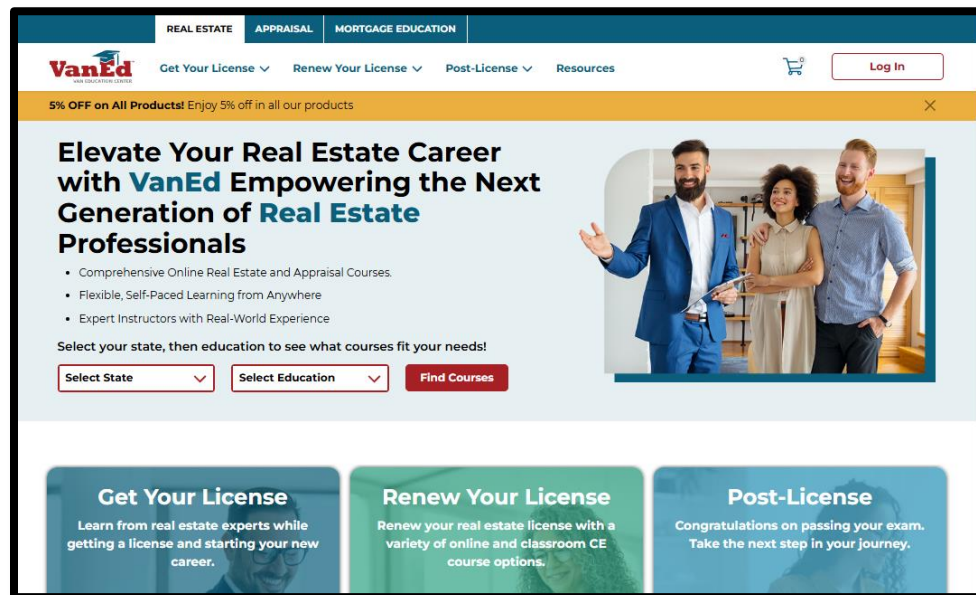 REAL ESTATE APPRAISAL MORTGAGE EDUCATION
VanEd
VAN EDUCATION CENTER
Get Your License Renew Your License Post-License Resources
0
Log In
5% OFF on All Products! Enjoy 5% off in all our products
Elevate Your Real Estate Career
with VanEd Empowering the Next
Generation of Real Estate
Professionals
• Comprehensive Online Real Estate and Appraisal Courses.
• Flexible, Self-Paced Learning from Anywhere
• Expert Instructors with Real-World Experience
Select your state, then education to see what courses fit your needs!
Select State Select Education Find Courses
Get Your License
Learn from real estate experts while
getting a license and starting your new
career.
Renew Your License
Renew your real estate license with a
variety of online and classroom CE
course options.
Post-License
Congratulations on passing your exam.
Take the next step in your journey.